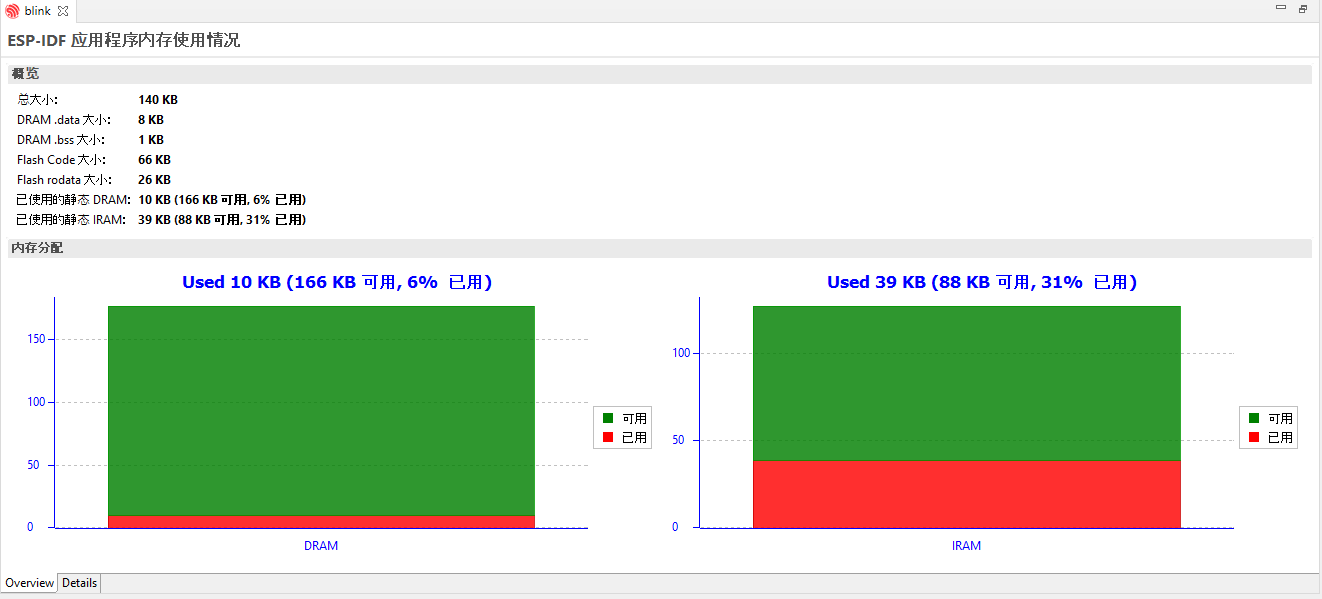 blink
ESP-IDF 应用程序内存使用情况
概览
总大小: 140 KB
DRAM .data 大小: 8 KB
DRAM .bss 大小: 1 KB
Flash Code 大小: 66 KB
Flash rodata 大小: 26 KB
已使用的静态 DRAM: 10 KB (166 KB 可用, 6% 已用)
已使用的静态 IRAM: 39 KB (88 KB 可用, 31% 已用)
内存分配
Used 10 KB (166 KB 可用, 6% 已用)
150
100
50
0
DRAM
可用
已用
Used 39 KB (88 KB 可用, 31% 已用)
100
50
0
IRAM
可用
已用
Overview Details